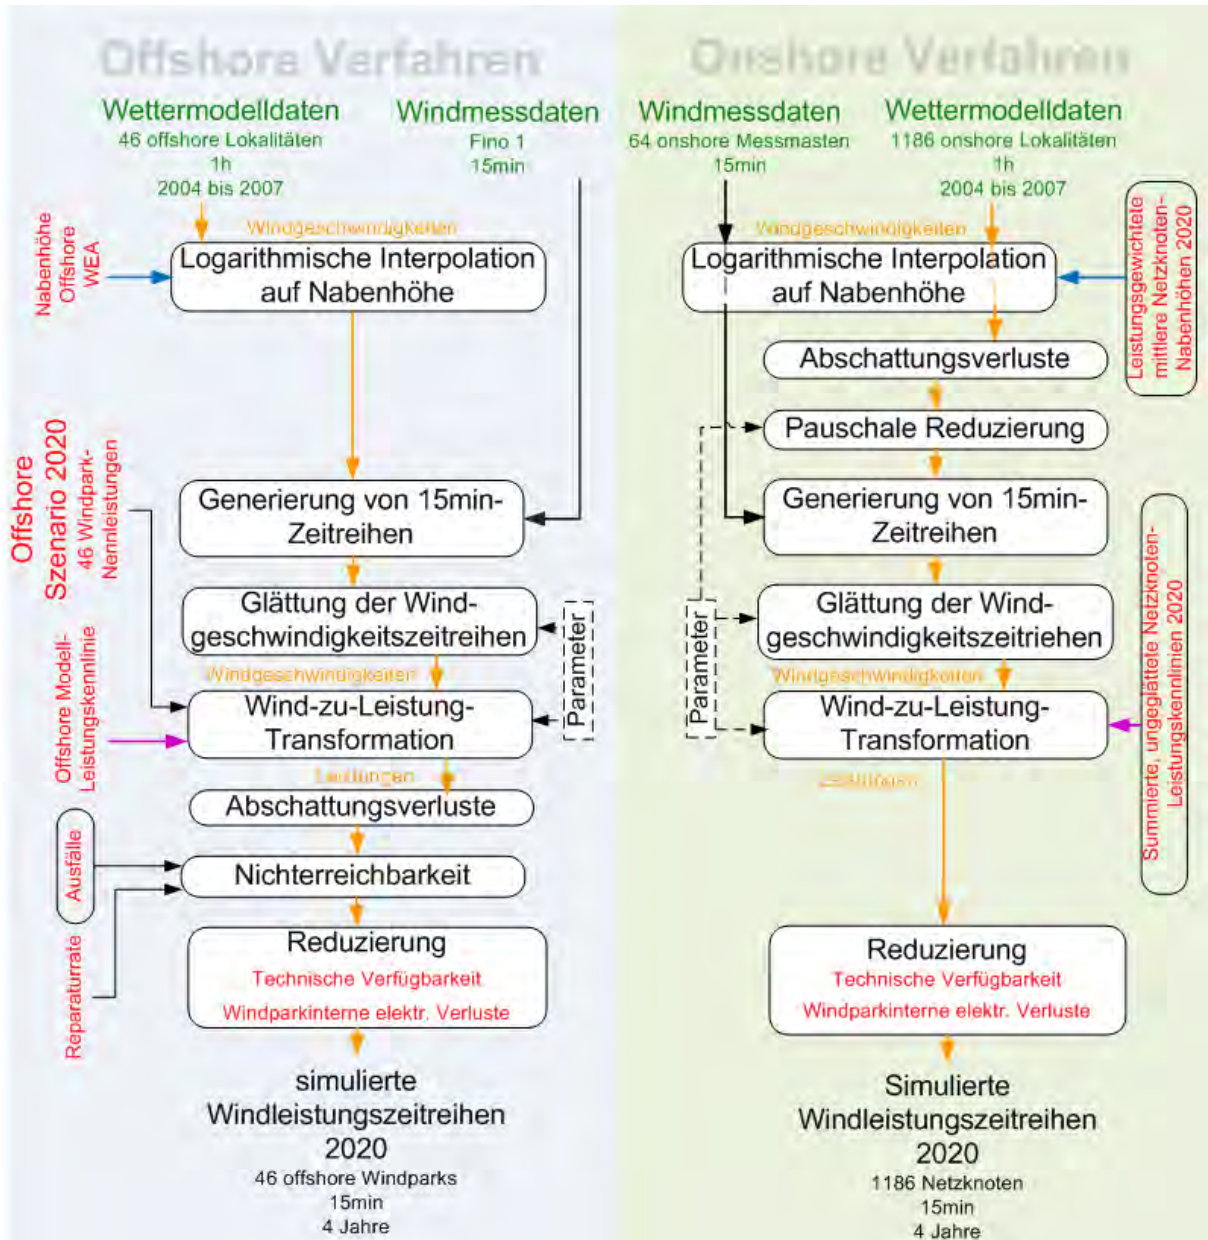 Offshore Verfahren
Wettermodelldaten
46 offshore Lokalitäten
1h
2004 bis 2007
Windmessdaten
Fino 1
15min
Nabenhöhe
Offshore
WEA
Windgeschwindigkeiten
Logarithmische Interpolation
auf Nabenhöhe
Offshore
Szenario 2020
46 Windpark-
Nennleistungen
Generierung von 15min-
Zeitreihen
Glättung der Wind-
geschwindigkeitszeitreihen
Parameter
Windgeschwindigkeiten
Offshore Modell-
Leistungskennlinie
Wind-zu-Leistung-
Transformation
Leistungen
Abschattungsverluste
Ausfälle
Nichterreichbarkeit
Reparaturrate
Reduzierung
Technische Verfügbarkeit
Windparkinterne elektr. Verluste
simulierte
Windleistungszeitreihen
2020
46 offshore Windparks
15min
4 Jahre
Onshore Verfahren
Windmessdaten
64 onshore Messmasten
15min
Wettermodelldaten
1186 onshore Lokalitäten
1h
2004 bis 2007
Windgeschwindigkeiten
Logarithmische Interpolation
auf Nabenhöhe
Leistungsgewichtete
mittlere Netzknoten-
Nabenhöhen 2020
Abschattungsverluste
Pauschale Reduzierung
Generierung von 15min-
Zeitreihen
Glättung der Wind-
geschwindigkeitszeitriehen
Parameter
Windgeschwindigkeiten
Wind-zu-Leistung-
Transformation
Summierte, ungeglättete Netzknoten-
Leistungskennlinien 2020
Leistungen
Reduzierung
Technische Verfügbarkeit
Windparkinterne elektr. Verluste
Simulierte
Windleistungszeitreihen
2020
1186 Netzknoten
15min
4 Jahre